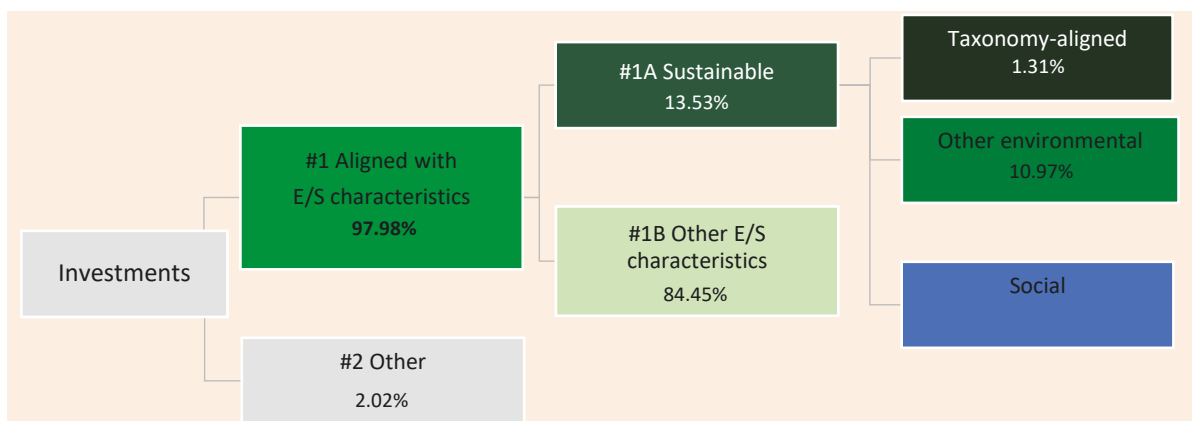 Investments
#1 Aligned with
E/S characteristics
97.98%
#2 Other
2.02%
#1A Sustainable
13.53%
#1B Other E/S
characteristics
84.45%
Taxonomy-aligned
1.31%
Other environmental
10.97%
Social